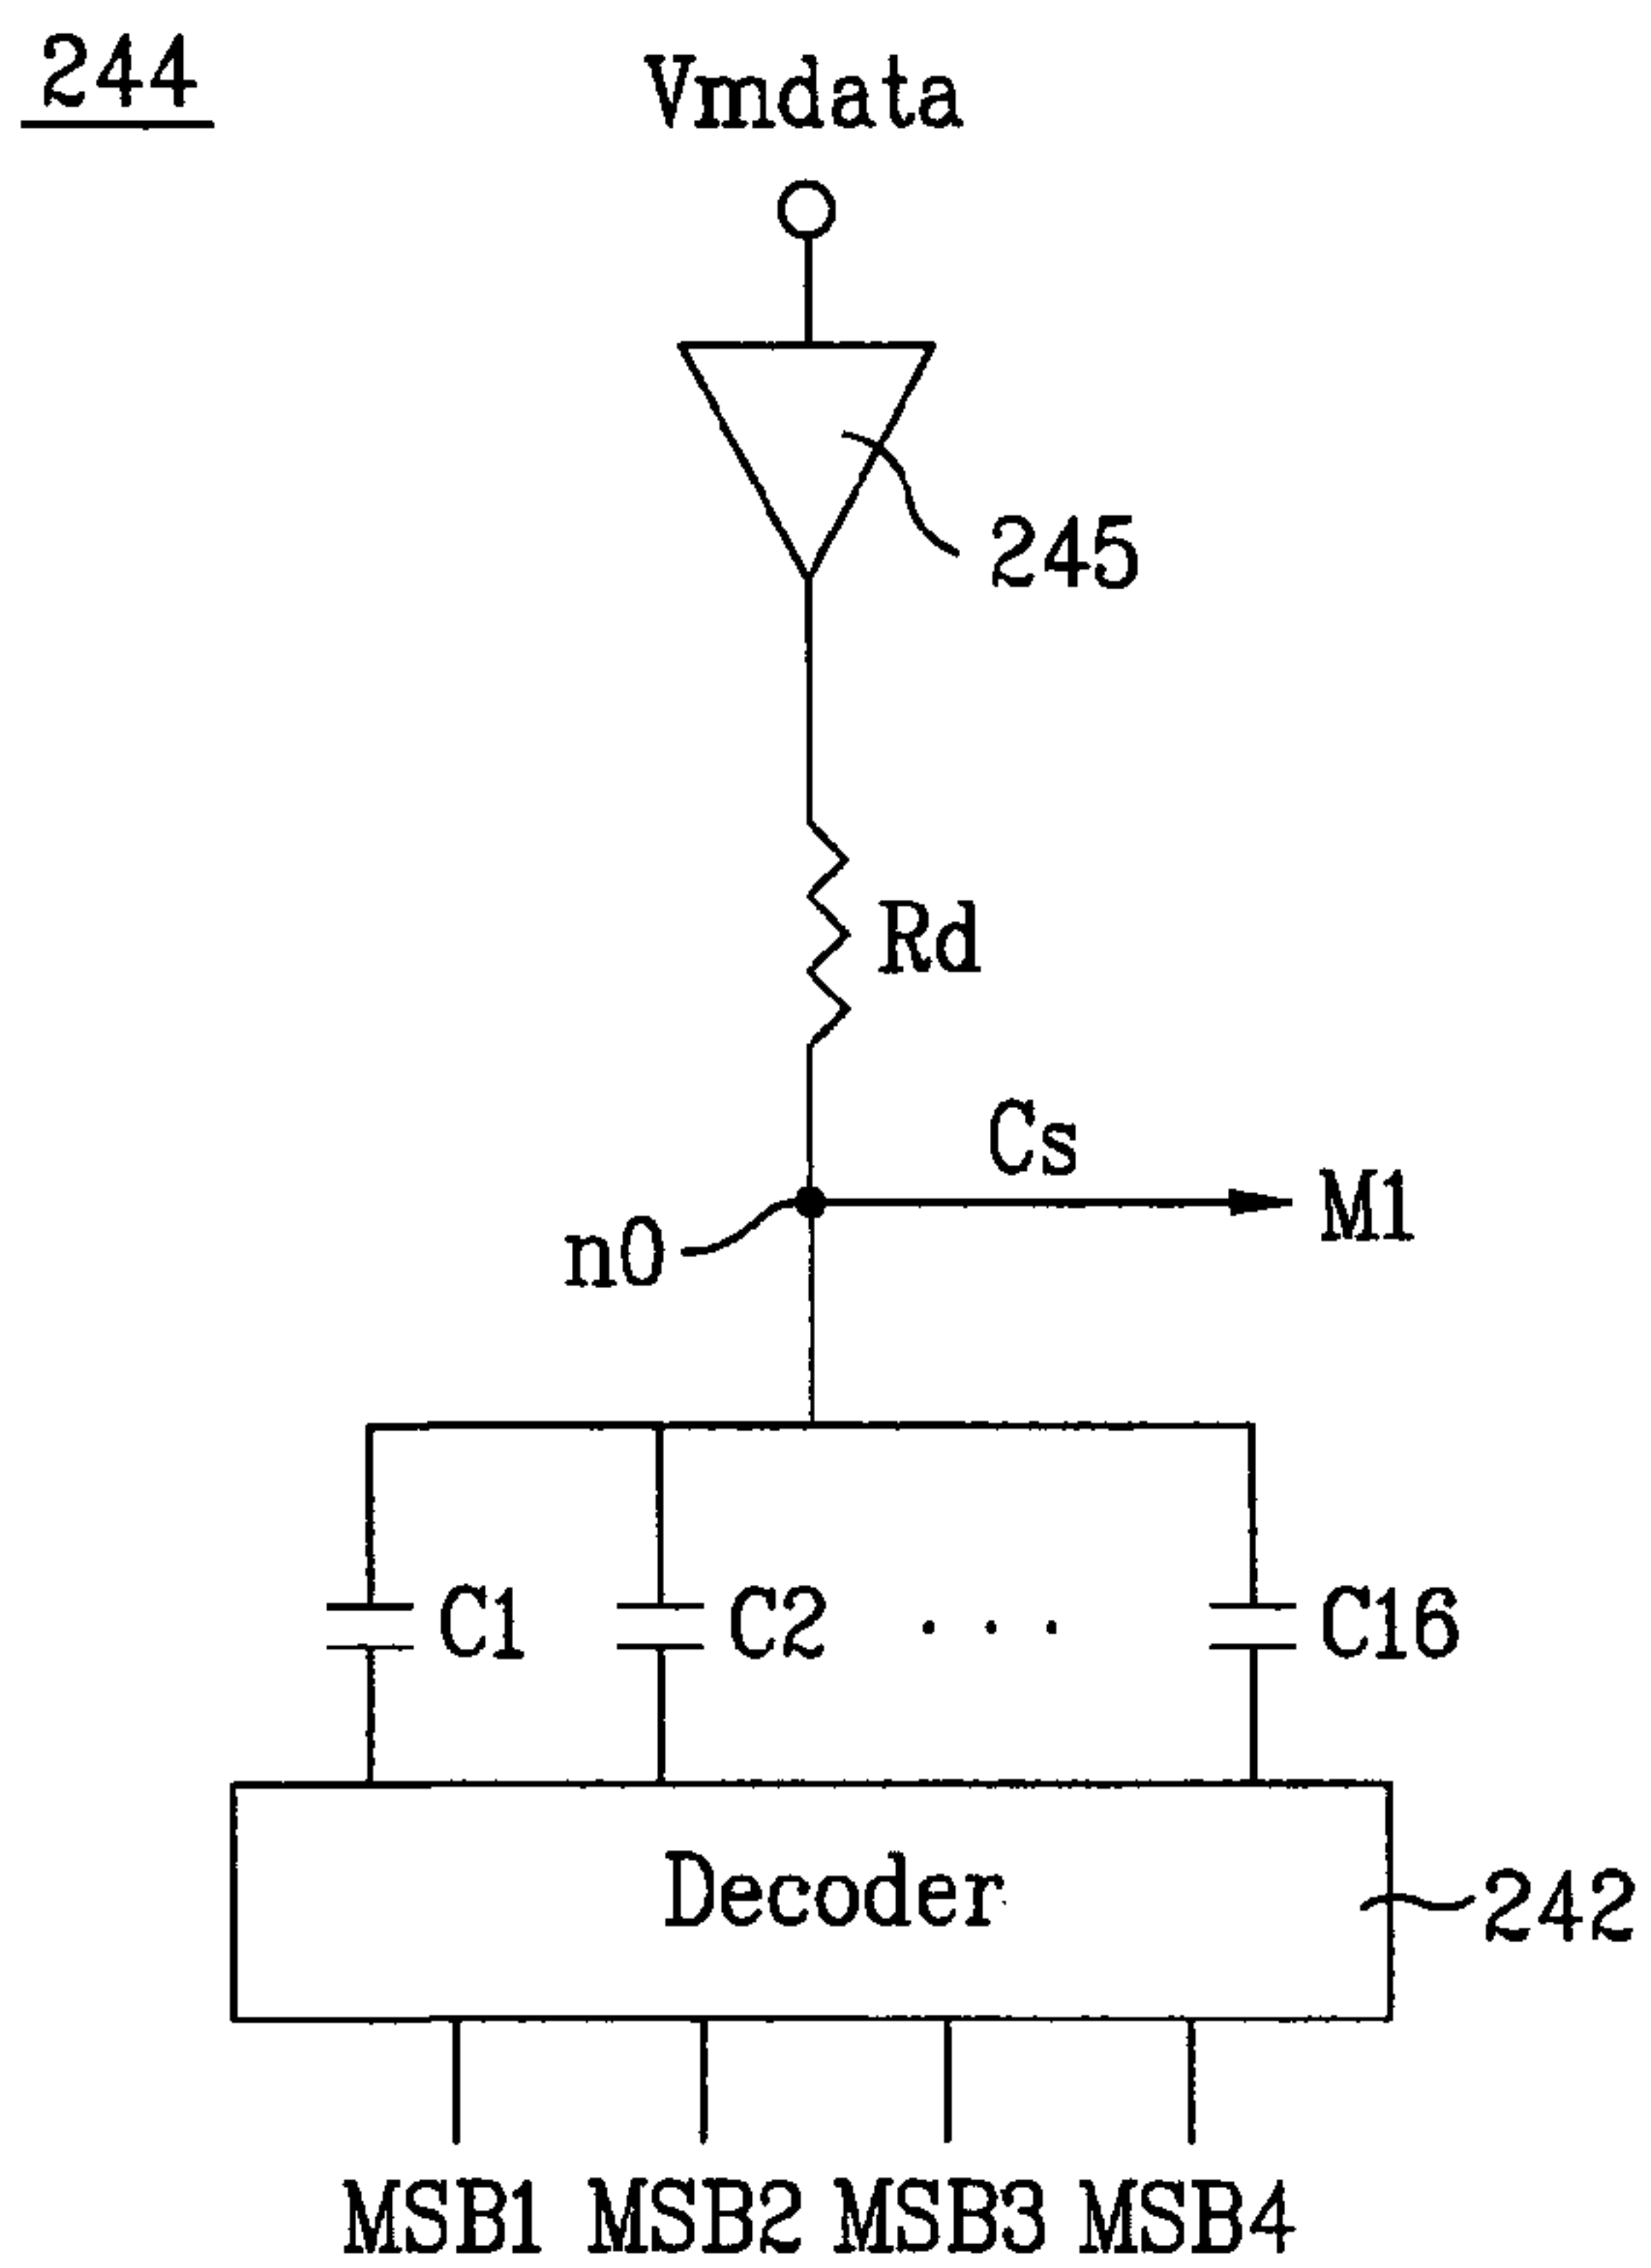 244
Vmdata
245
Rd
Cs
M1
n0
C1 C2 . . . C16
Decoder
242
MSB1 MSB2 MSB3 MSB4